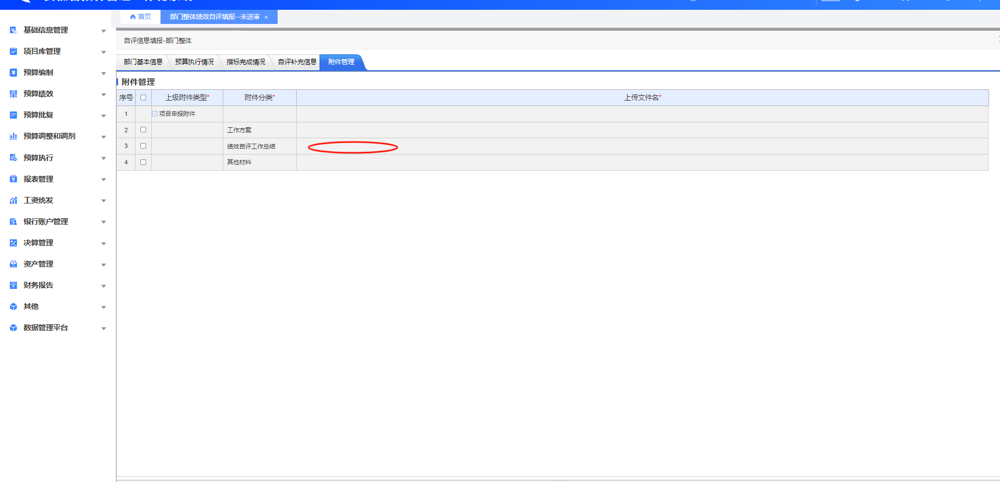 首页
部门整体绩效自评填报--未送审 ×
基础信息管理
项目库管理
预算编制
预算绩效
预算批复
预算调整和调剂
预算执行
报表管理
工资统发
银行账户管理
决算管理
资产管理
财务报告
其他
数据管理平台
自评信息填报-部门整体
部门基本信息 预算执行情况 指标完成情况 自评补充信息 附件管理
附件管理
序号 上级附件类型* 附件分类* 上传文件名*
1 项目申报附件
2 工作方案
3 绩效自评工作总结
4 其他材料